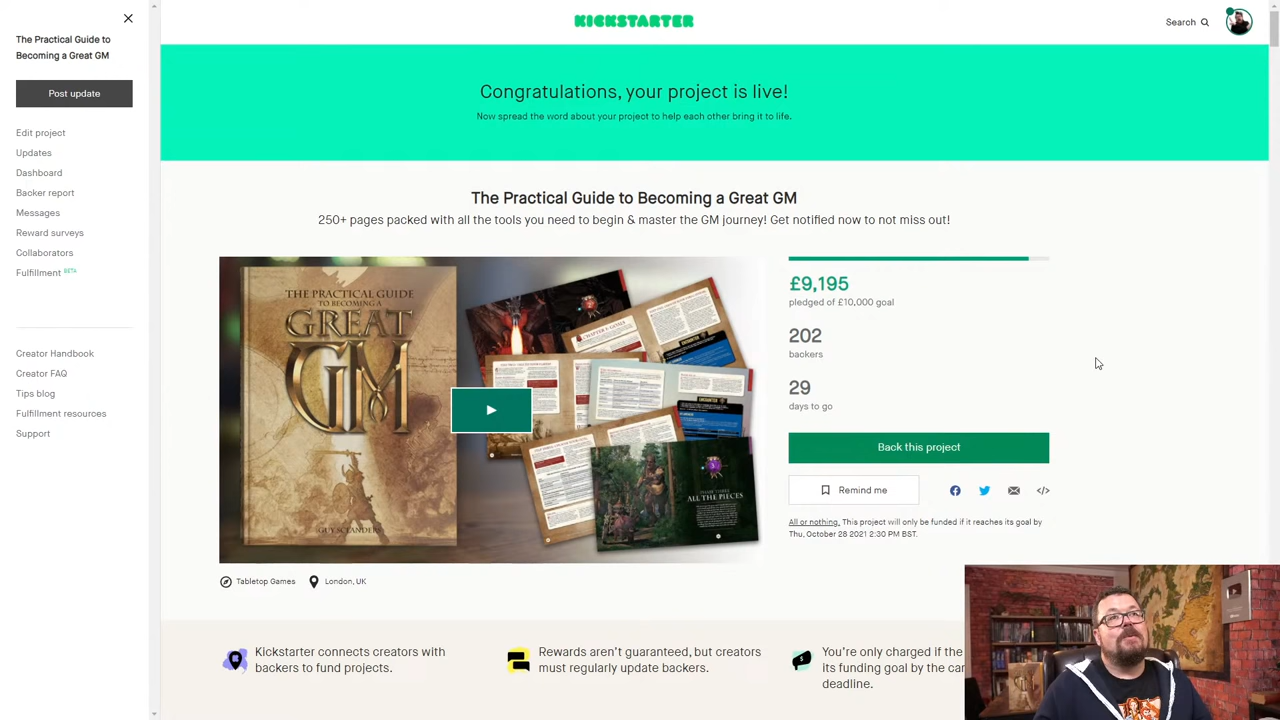 The Practical Guide to
Becoming a Great GM
Post update
Edit project
Updates
Dashboard
Backer report
Messages
Reward surveys
Collaborators
Fulfillment BETA
Creator Handbook
Creator FAQ
Tips blog
Fulfillment resources
Support
KICKSTARTER
Search
Congratulations, your project is live!
Now spread the word about your project to help each other bring it to life.
The Practical Guide to Becoming a Great GM
250+ pages packed with all the tools you need to begin & master the GM journey! Get notified now to not miss out!
THE PRACTICAL GUIDE
TO BECOMING A
GREAT
GM
GUY SCLANDERS
ALL THE PIECES
£9,195
pledged of £10,000 goal
202
backers
29
days to go
Back this project
Remind me
All or nothing. This project will only be funded if it reaches its goal by
Thu, October 28 2021 2:30 PM BST.
Tabletop Games
London, UK
Kickstarter connects creators with
backers to fund projects.
Rewards aren't guaranteed, but creators
must regularly update backers.
You're only charged if the
its funding goal by the ca
deadline.